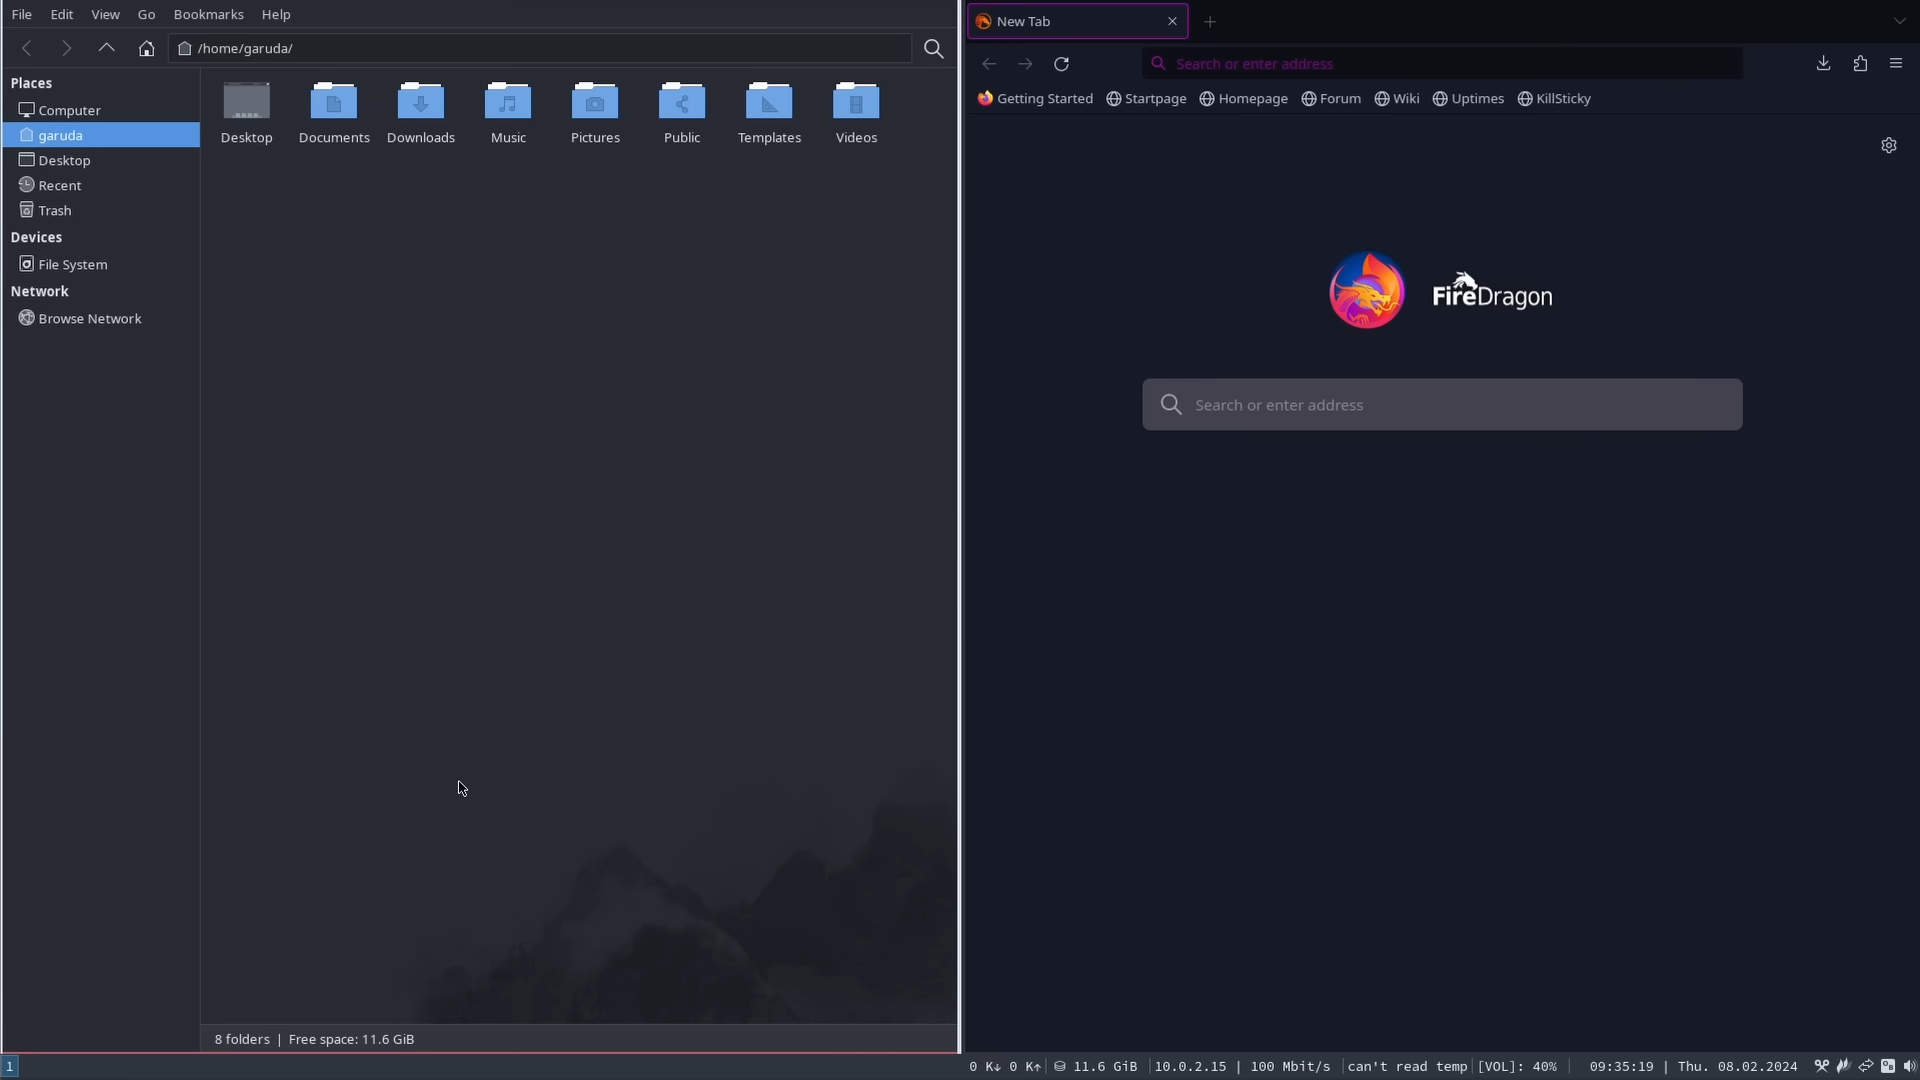 File Edit View Go Bookmarks Help
/home/garuda/
Places
Computer
garuda
Desktop
Recent
Trash
Devices
File System
Network
Browse Network
Desktop Documents Downloads Music Pictures Public Templates Videos
8 folders | Free space: 11.6 GiB
New Tab
Search or enter address
Getting Started Startpage Homepage Forum Wiki Uptimes KillSticky
FireDragon
Search or enter address
1
0 K↓ 0 K↑ 11.6 GiB 10.0.2.15 | 100 Mbit/s can't read temp [VOL]: 40% 09:35:19 | Thu. 08.02.2024